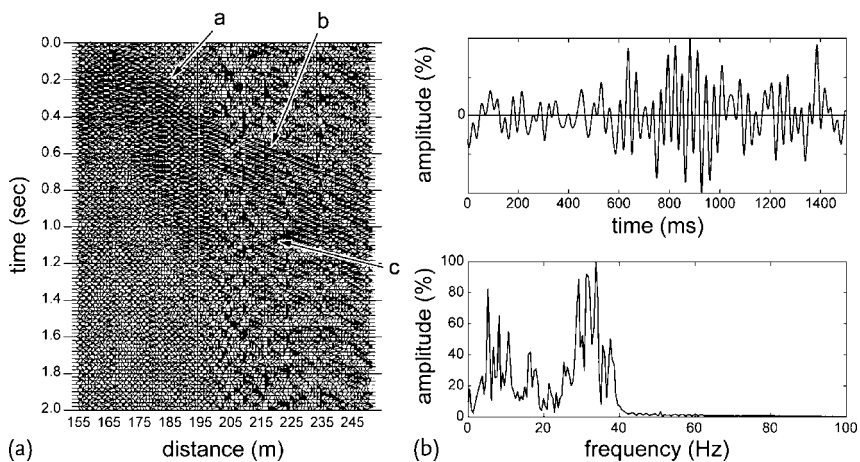 a
b
0.0
0.2
0.4
0.6
0.8
1.0
1.2
1.4
1.6
1.8
2.0
time (sec)
c
155 165 175 185 195 205 215 225 235 245
(a)
distance (m)
amplitude (%)
0
0 200 400 600 800 1000 1200 1400
time (ms)
amplitude (%)
100
80
60
40
20
0
0 20 40 60 80 100
(b)
frequency (Hz)